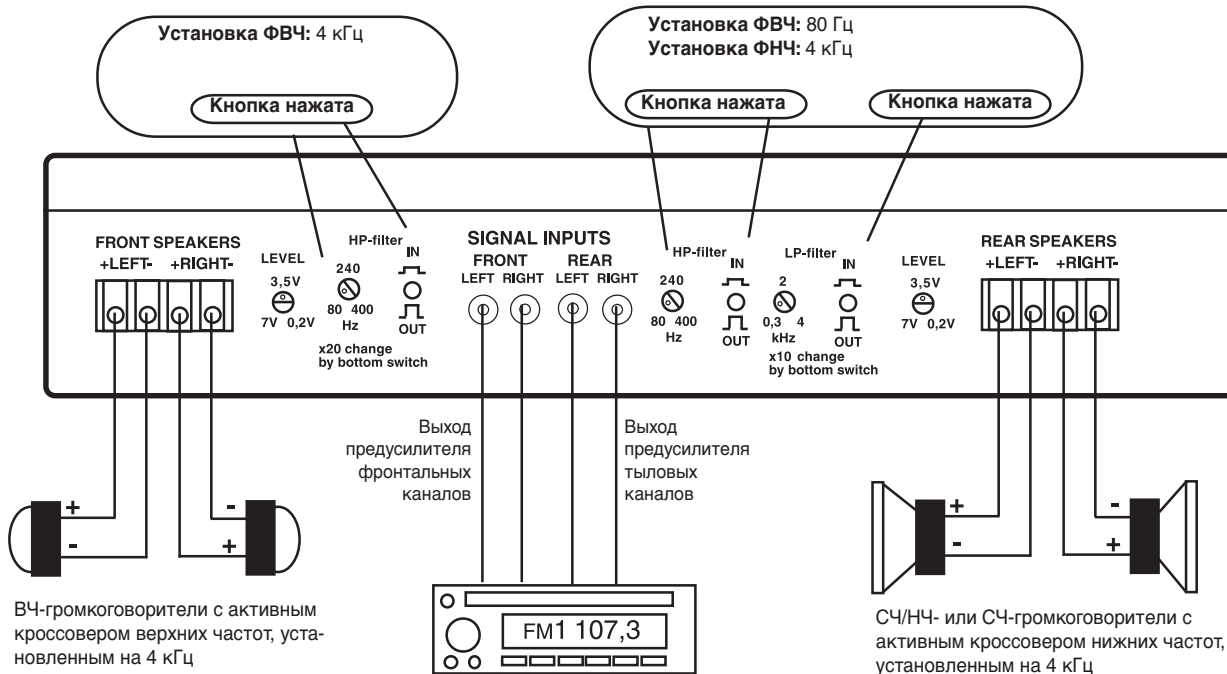 Установка ФВЧ: 4 кГц
Кнопка нажата
Установка ФВЧ: 80 Гц
Установка ФНЧ: 4 кГц
Кнопка нажата
Кнопка нажата
FRONT SPEAKERS
+LEFT- +RIGHT-
LEVEL
3,5V
7V 0,2V
HP-filter
240
80 400
Hz
IN
OUT
x20 change
by bottom switch
SIGNAL INPUTS
FRONT REAR
LEFT RIGHT LEFT RIGHT
HP-filter
240
80 400
Hz
IN
OUT
LP-filter
2
0,3 4
kHz
IN
OUT
x10 change
by bottom switch
LEVEL
3,5V
7V 0,2V
REAR SPEAKERS
+LEFT- +RIGHT-
Выход
предусилителя
фронтальных
каналов
Выход
предусилителя
тыловых
каналов
+
-
-
+
+
-
-
+
FM1 107,3
ВЧ-громкоговорители с активным
кроссовером верхних частот, уста-
новленным на 4 кГц
СЧ/НЧ- или СЧ-громкоговорители с
активным кроссовером нижних частот,
установленным на 4 кГц